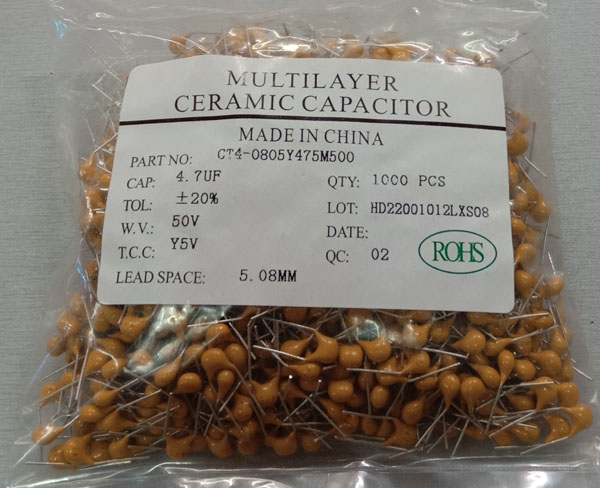 MULTILAYER
CERAMIC CAPACITOR
MADE IN CHINA
PART NO: CT4-0805Y475M500
CAP: 4.7UF QTY: 1000 PCS
TOL: ±20% LOT: HD22001012LXS08
W.V.: 50V DATE:
T.C.C: Y5V QC: 02 ROHS
LEAD SPACE: 5.08MM